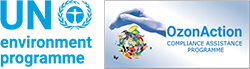 UN
environment
programme
OzonAction
COMPLIANCE ASSISTANCE
PROGRAMME